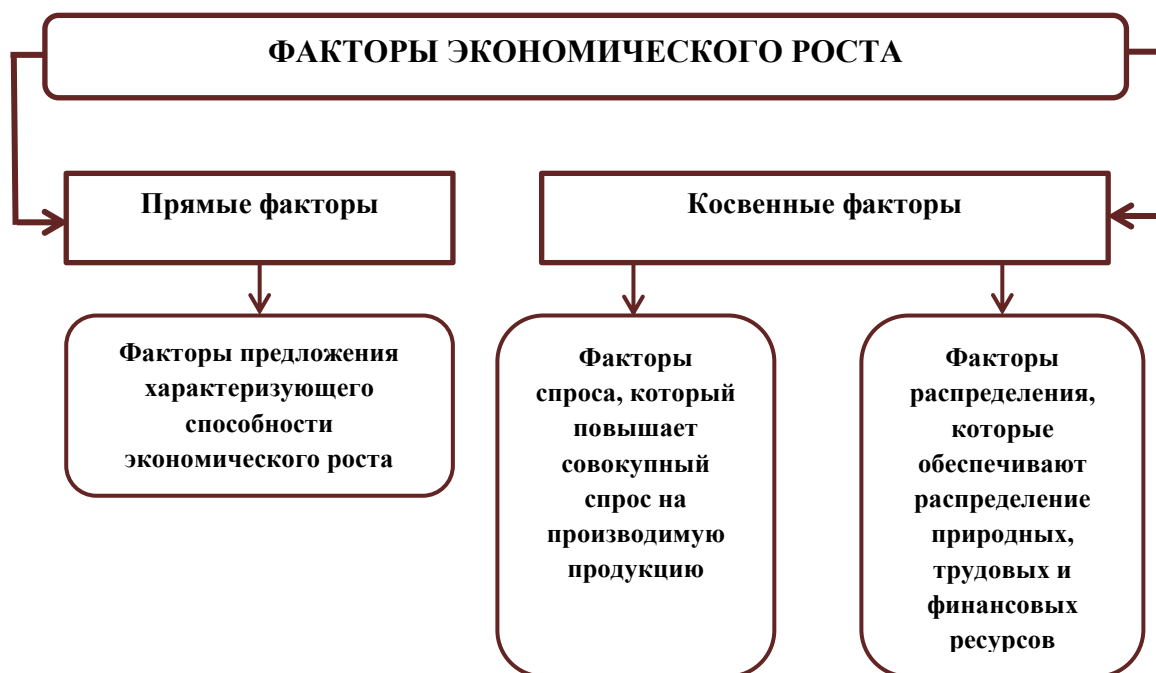 ФАКТОРЫ ЭКОНОМИЧЕСКОГО РОСТА
Прямые факторы
Косвенные факторы
Факторы предложения
характеризующего
способности
экономического роста
Факторы
спроса, который
повышает
совокупный
спрос на
производимую
продукцию
Факторы
распределения,
которые
обеспечивают
распределение
природных,
трудовых и
финансовых
ресурсов